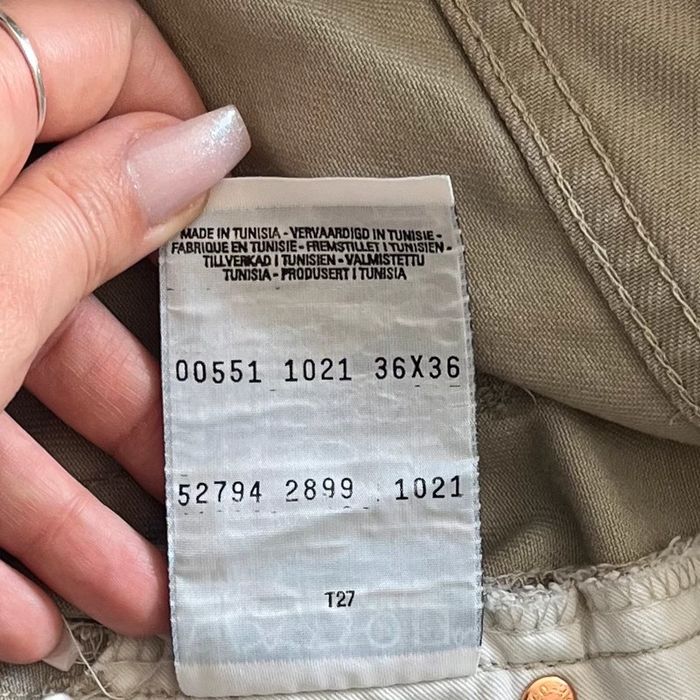 MADE IN TUNISIA - VERVAARDIGD IN TUNISIE -
FABRIQUE EN TUNISIE - FREMSTILLET I TUNISIEN -
TILLVERKAD I TUNISIEN - VALMISTETTU
TUNISIA - PRODUSERT I TUNISIA
00551 1021 36X36
52794 2899 1021
T27